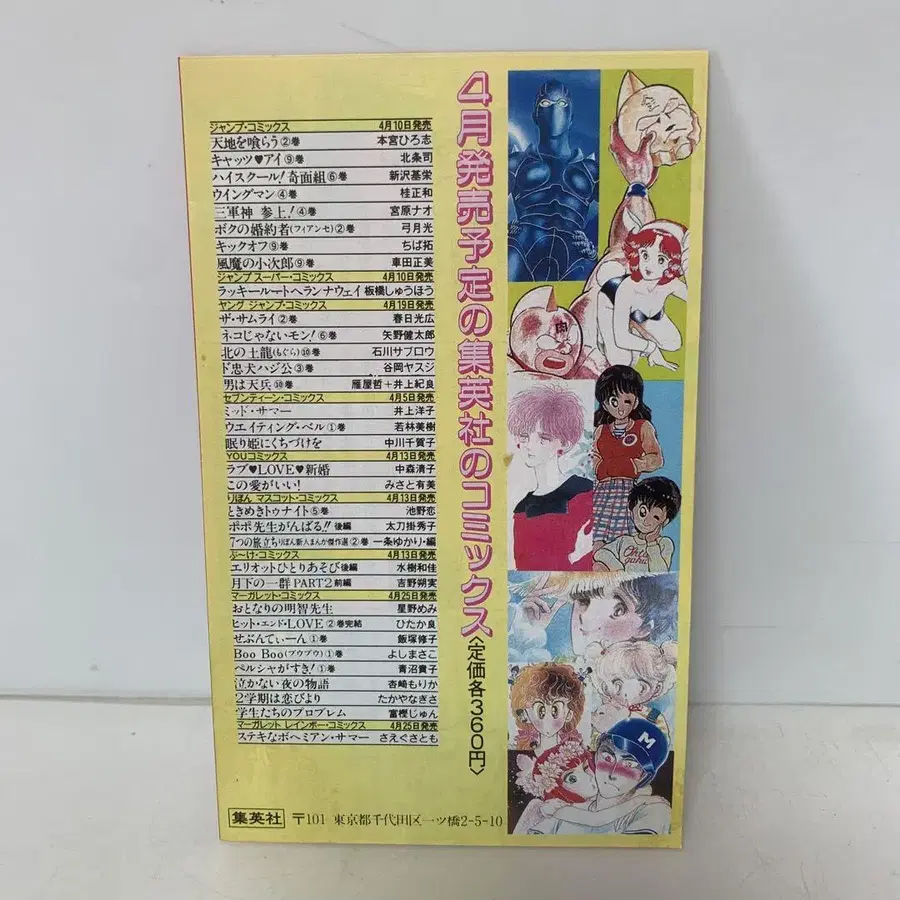 4月発売予定の集英社のコミックス〈定価各360円〉
ジャンプ・コミックス 4月10日発売
天地を喰らう②巻 本宮ひろ志
キャッツ♥アイ⑨巻 北条司
ハイスクール!奇面組⑥巻 新沢基栄
ウイングマン④巻 桂正和
三軍神 参上!④巻 宮原ナオ
ボクの婚約者(フィアンセ)②巻 弓月光
キックオフ⑨巻 ちば拓
風魔の小次郎⑨巻 車田正美
ジャンプ スーパー・コミックス 4月10日発売
ラッキールートヘランナウェイ 板橋しゅうほう
ヤング ジャンプ・コミックス 4月19日発売
ザ・サムライ②巻 春日光広
ネコじゃないモン!⑥巻 矢野健太郎
北の土龍(もぐら)⑩巻 石川サブロウ
ド忠犬ハジ公③巻 谷岡ヤスジ
男は天兵⑩巻 雁屋哲+井上紀良
セブンティーン・コミックス 4月5日発売
ミッド・サマー 井上洋子
ウエイティング・ベル①巻 若林美樹
眠り姫にくちづけを 中川千賀子
YOUコミックス 4月13日発売
ラブ♥LOVE♥新婚 中森清子
この愛がいい! みさと有美
りぼん マスコット・コミックス 4月13日発売
ときめきトゥナイト⑤巻 池野恋
ポポ先生がんばる!!後編 太刀掛秀子
7つの旅立ちりぼん新人まんが傑作選②巻 一条ゆかり・編
ぶ〜け・コミックス 4月13日発売
エリオットひとりあそび後編 水樹和佳
月下の一群PART2前編 吉野朔実
マーガレット・コミックス 4月25日発売
おとなりの明智先生 星野めみ
ヒット・エンド・LOVE②巻完結 ひたか良
せぶんてぃーん①巻 飯塚修子
Boo Boo(ブウブウ)①巻 よしまさこ
ペルシャがすき!①巻 青沼貴子
泣かない夜の物語 杏崎もりか
2学期は恋びより たかやなぎさ
学生たちのプロブレム 富樫じゅん
マーガレット レインボー・コミックス 4月25日発売
ステキなボヘミアン・サマー さえぐさとも
集英社 〒101 東京都千代田区一ツ橋2-5-10
肉
M